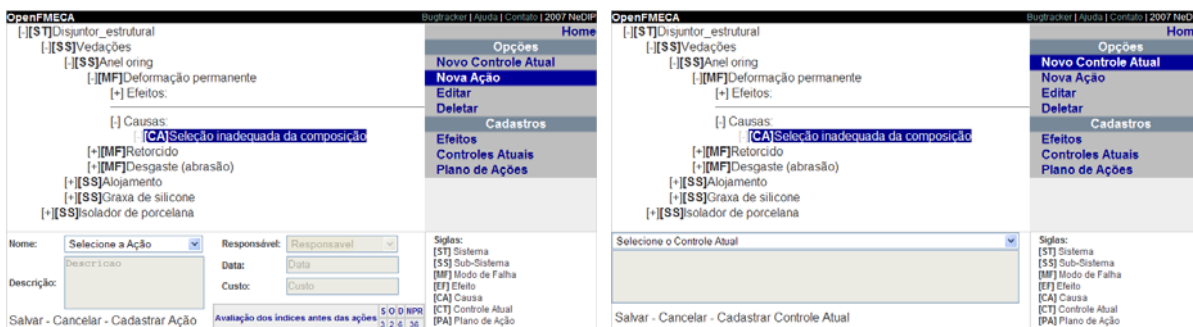 OpenFMECA
Bugtracker | Ajuda | Contato | 2007 NeDIP
[-][ST]Disjuntor_estrutural
Home
[-][SS]Vedações
Opções
[-][SS]Anel oring
Novo Controle Atual
[-][MF]Deformação permanente
Nova Ação
[+] Efeitos:
Editar
Deletar
[-] Causas:
Cadastros
[-][CA]Seleção inadequada da composição
Efeitos
[+][MF]Retorcido
Controles Atuais
[+][MF]Desgaste (abrasão)
Plano de Ações
[+][SS]Alojamento
[+][SS]Graxa de silicone
[+][SS]Isolador de porcelana
Nome:
Selecione a Ação
Responsável:
Responsavel
Descrição:
Descricao
Data:
Data
Custo:
Custo
Salvar - Cancelar - Cadastrar Ação
Avaliação dos índices antes das ações
S O D NPR
3 2 6 36
Siglas:
[ST] Sistema
[SS] Sub-Sistema
[MF] Modo de Falha
[EF] Efeito
[CA] Causa
[CT] Controle Atual
[PA] Plano de Ação
OpenFMECA
Bugtracker | Ajuda | Contato | 2007 NeD
[-][ST]Disjuntor_estrutural
Hom
[-][SS]Vedações
Opções
[-][SS]Anel oring
Novo Controle Atual
[-][MF]Deformação permanente
Nova Ação
[+] Efeitos:
Editar
Deletar
[-] Causas:
Cadastros
[-][CA]Seleção inadequada da composição
Efeitos
[+][MF]Retorcido
Controles Atuais
[+][MF]Desgaste (abrasão)
Plano de Ações
[+][SS]Alojamento
[+][SS]Graxa de silicone
[+][SS]Isolador de porcelana
Selecione o Controle Atual
Salvar - Cancelar - Cadastrar Controle Atual
Siglas:
[ST] Sistema
[SS] Sub-Sistema
[MF] Modo de Falha
[EF] Efeito
[CA] Causa
[CT] Controle Atual
[PA] Plano de Ação